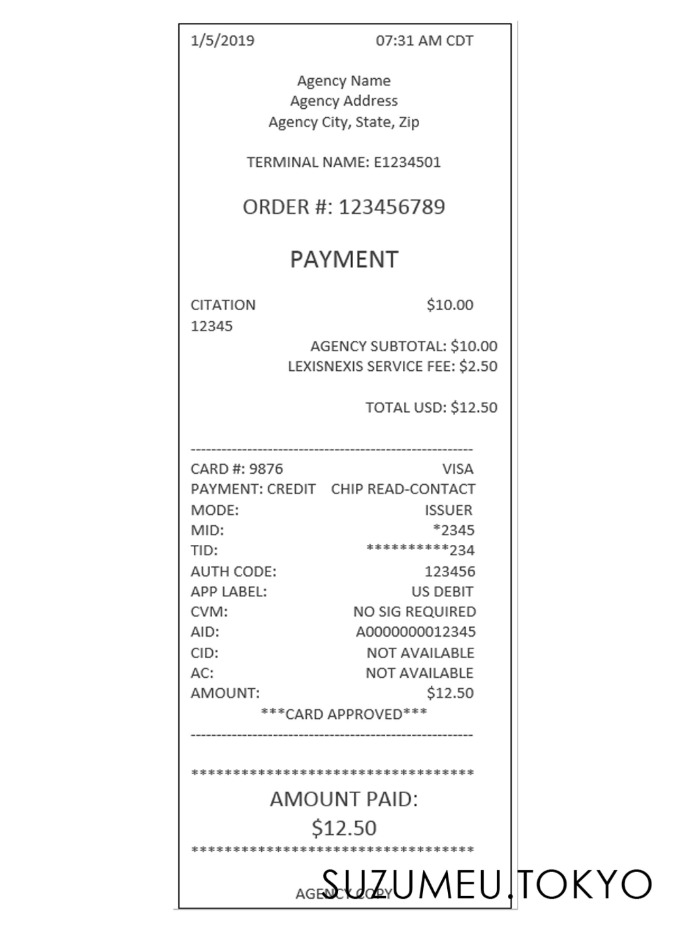 1/5/2019 07:31 AM CDT
Agency Name
Agency Address
Agency City, State, Zip
TERMINAL NAME: E1234501
ORDER #: 123456789
PAYMENT
CITATION $10.00
12345
AGENCY SUBTOTAL: $10.00
LEXISNEXIS SERVICE FEE: $2.50
TOTAL USD: $12.50
-------------------------------------------------------
CARD #: 9876 VISA
PAYMENT: CREDIT CHIP READ-CONTACT
MODE: ISSUER
MID: *2345
TID: **********234
AUTH CODE: 123456
APP LABEL: US DEBIT
CVM: NO SIG REQUIRED
AID: A0000000012345
CID: NOT AVAILABLE
AC: NOT AVAILABLE
AMOUNT: $12.50
***CARD APPROVED***
-------------------------------------------------------
**********************************
AMOUNT PAID:
$12.50
**********************************
AGENCY COPY
SUZUMEU.TOKYO